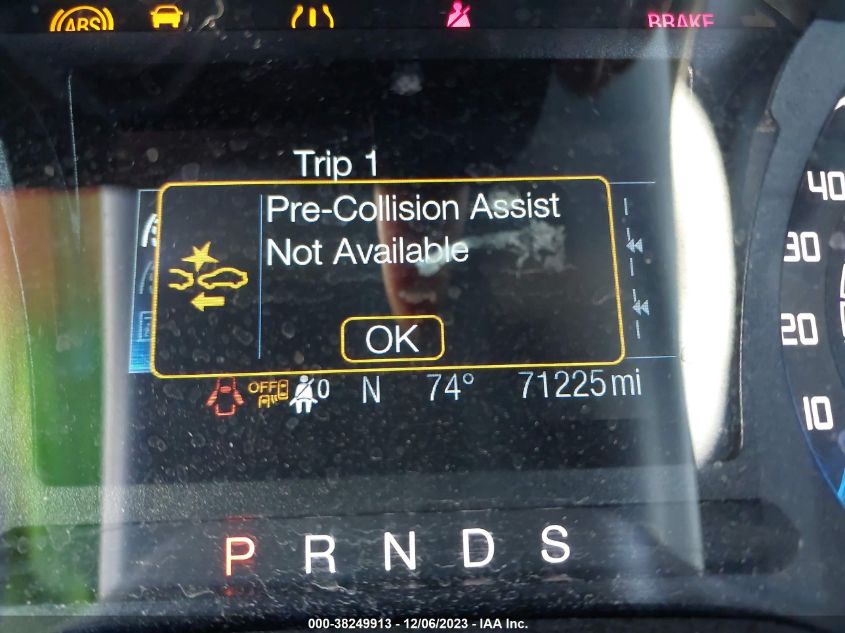 ABS BRAKE
Trip 1
Pre-Collision Assist
Not Available
OK
OFF 0 N 74° 71225 mi
40
30
20
10
P R N D S
000-38249913 - 12/06/2023 - IAA Inc.